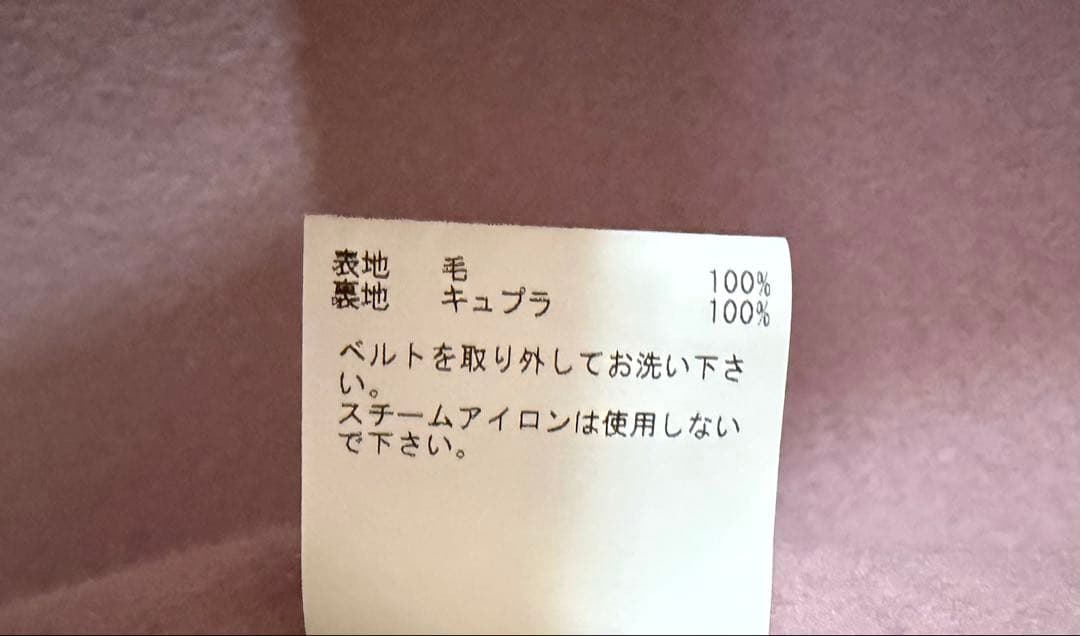 表地 毛 100%
裏地 キュプラ 100%
ベルトを取り外してお洗い下さ
い。
スチームアイロンは使用しない
で下さい。